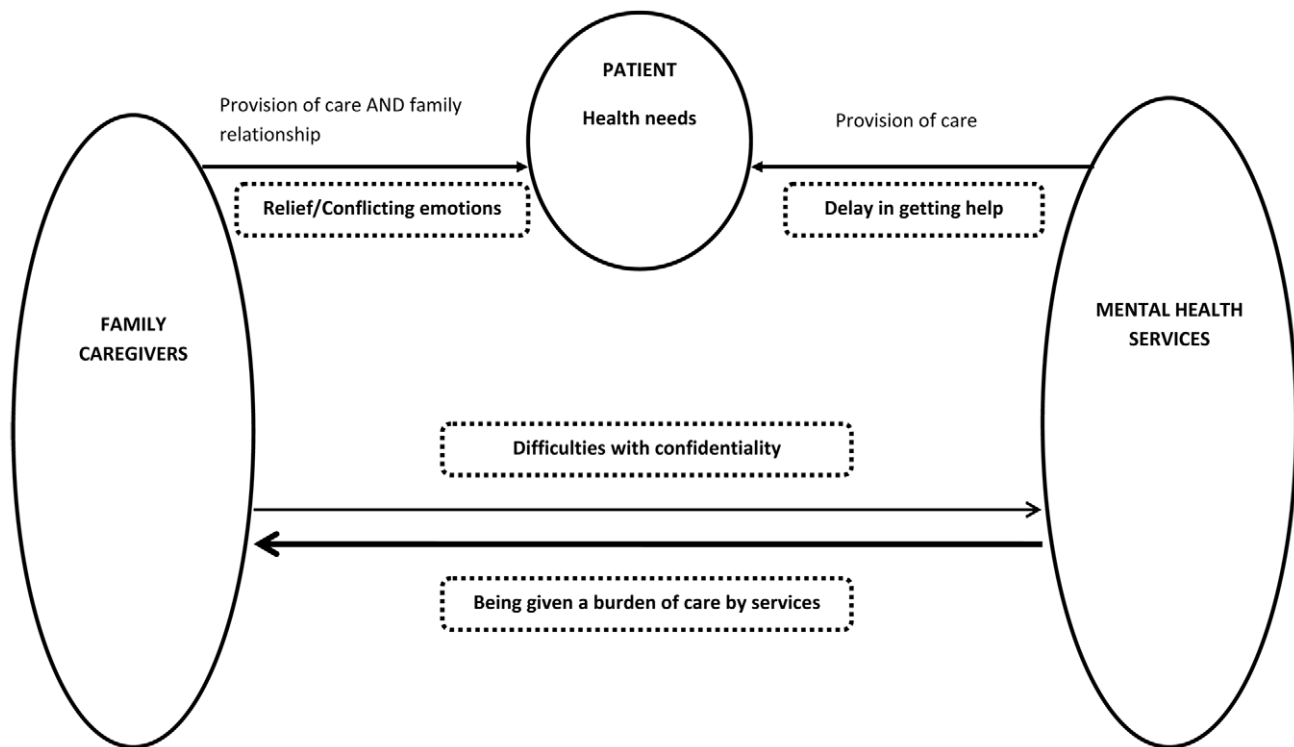 PATIENT
Health needs
Provision of care AND family
relationship
Provision of care
Relief/Conflicting emotions
Delay in getting help
FAMILY
CAREGIVERS
MENTAL HEALTH
SERVICES
Difficulties with confidentiality
Being given a burden of care by services